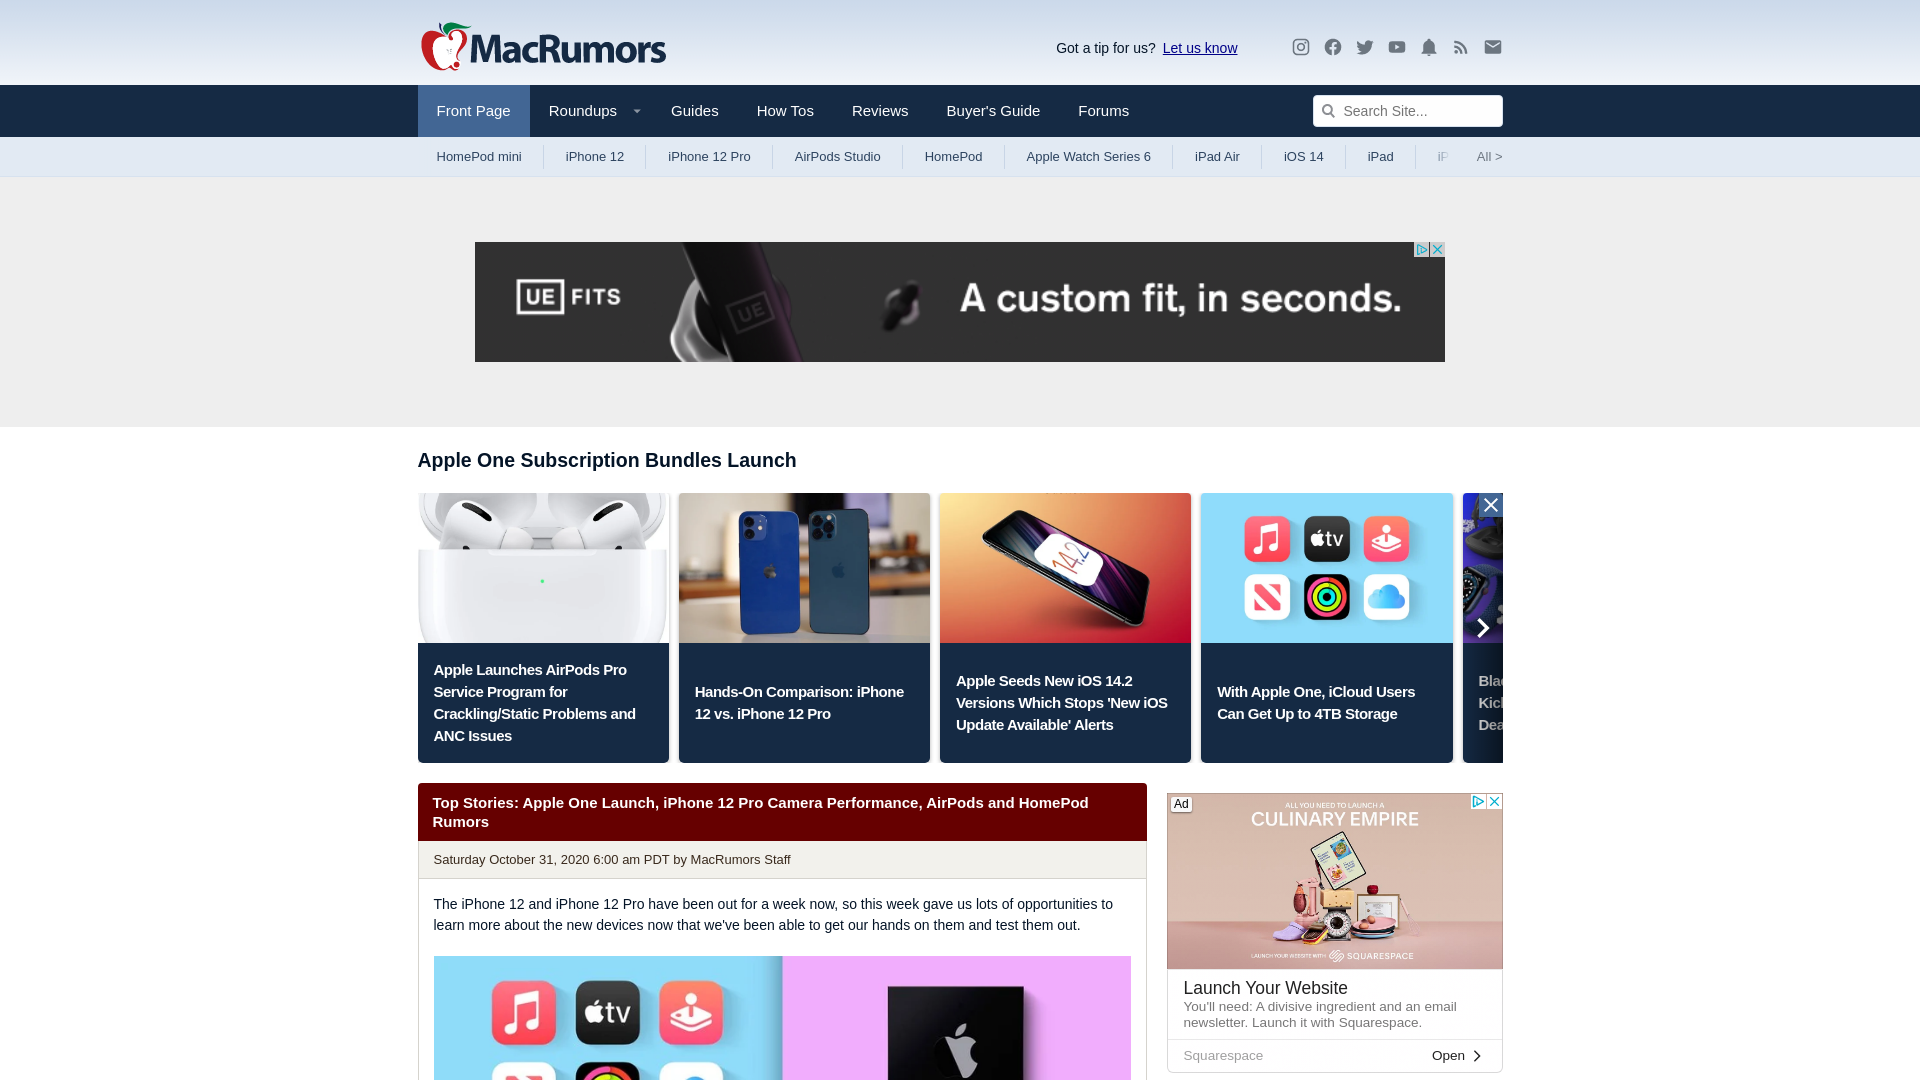 MacRumors
Got a tip for us? Let us know
Front Page
Roundups
Guides
How Tos
Reviews
Buyer's Guide
Forums
Search Site...
HomePod mini
iPhone 12
iPhone 12 Pro
AirPods Studio
HomePod
Apple Watch Series 6
iPad Air
iOS 14
iPad
iP
All >
UE FITS
UE
A custom fit, in seconds.
Apple One Subscription Bundles Launch
14.2
tv
Apple Launches AirPods Pro
Service Program for
Crackling/Static Problems and
ANC Issues
Hands-On Comparison: iPhone
12 vs. iPhone 12 Pro
Apple Seeds New iOS 14.2
Versions Which Stops 'New iOS
Update Available' Alerts
With Apple One, iCloud Users
Can Get Up to 4TB Storage
Blac
Kick
Dea
Top Stories: Apple One Launch, iPhone 12 Pro Camera Performance, AirPods and HomePod
Rumors
Saturday October 31, 2020 6:00 am PDT by MacRumors Staff
The iPhone 12 and iPhone 12 Pro have been out for a week now, so this week gave us lots of opportunities to
learn more about the new devices now that we've been able to get our hands on them and test them out.
tv
Ad
ALL YOU NEED TO LAUNCH A
CULINARY EMPIRE
LAUNCH YOUR WEBSITE WITH SQUARESPACE
Launch Your Website
You'll need: A divisive ingredient and an email
newsletter. Launch it with Squarespace.
Squarespace
Open